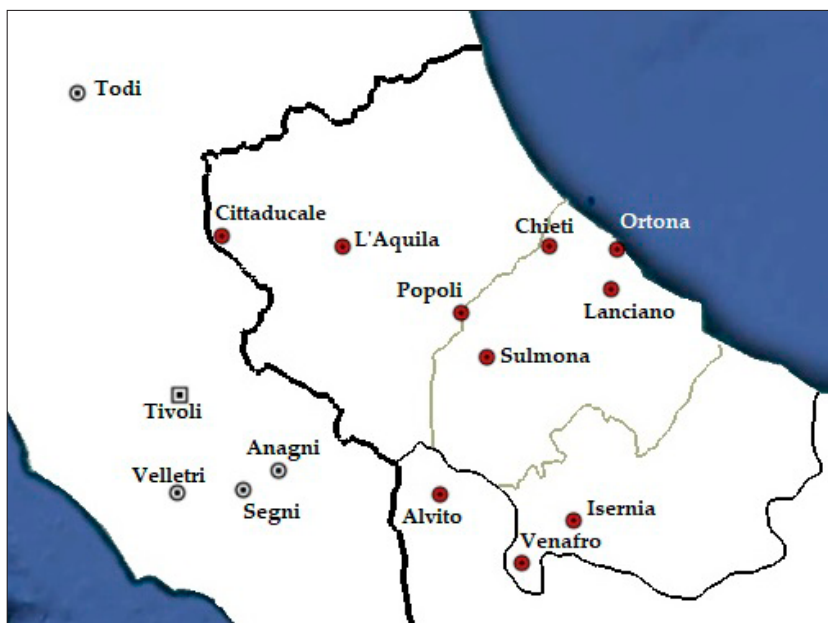 Todi
Cittaducale
L'Aquila
Chieti
Ortona
Popoli
Lanciano
Sulmona
Tivoli
Anagni
Velletri
Segni
Alvito
Isernia
Venafro